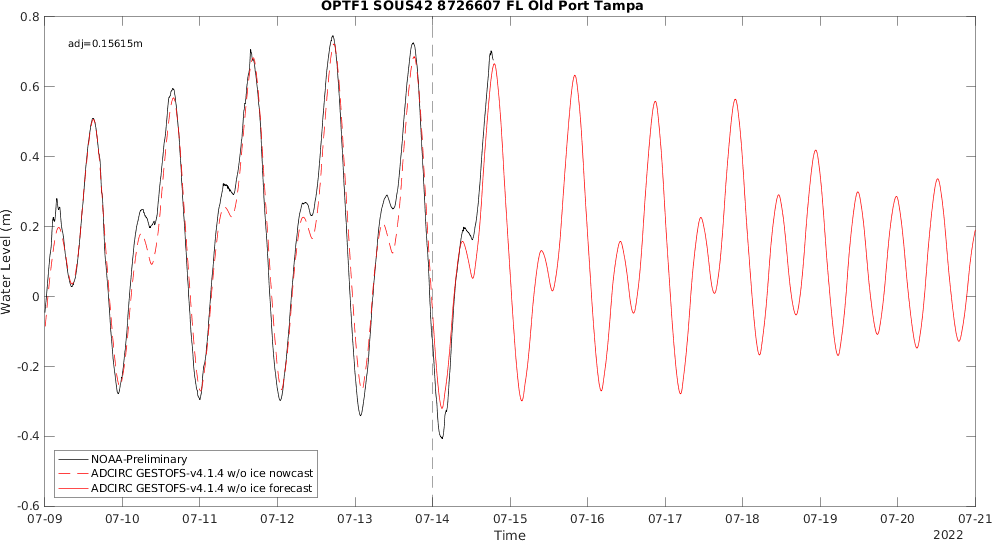 OPTF1 SOUS42 8726607 FL Old Port Tampa
adj=0.15615m
0.8
0.6
0.4
0.2
0
-0.2
-0.4
-0.6
Water Level (m)
NOAA-Preliminary
ADCIRC GESTOFS-v4.1.4 w/o ice nowcast
ADCIRC GESTOFS-v4.1.4 w/o ice forecast
07-09 07-10 07-11 07-12 07-13 07-14 07-15 07-16 07-17 07-18 07-19 07-20 07-21
Time
2022